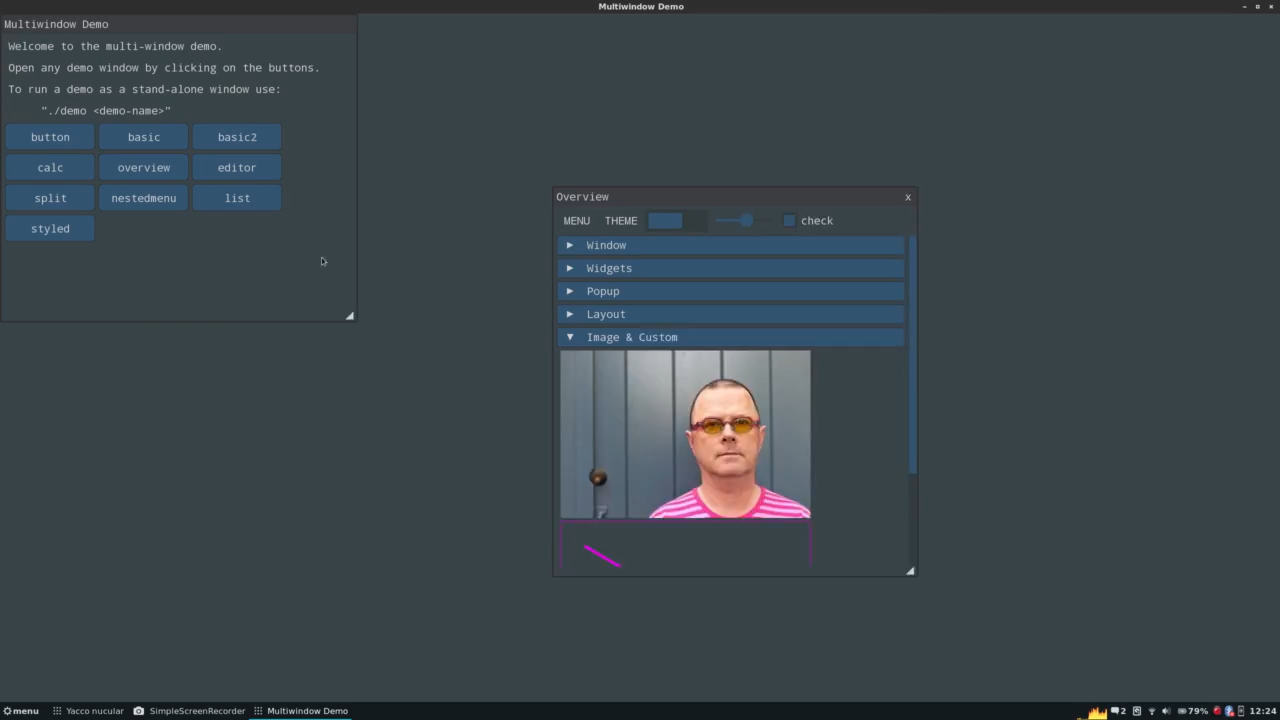 Multiwindow Demo
Multiwindow Demo
Welcome to the multi-window demo.
Open any demo window by clicking on the buttons.
To run a demo as a stand-alone window use:
"./demo <demo-name>"
button basic basic2
calc overview editor
split nestedmenu list
styled
Overview x
MENU THEME check
Window
Widgets
Popup
Layout
Image & Custom
menu Yacco nucular SimpleScreenRecorder Multiwindow Demo 2 79% 12:24